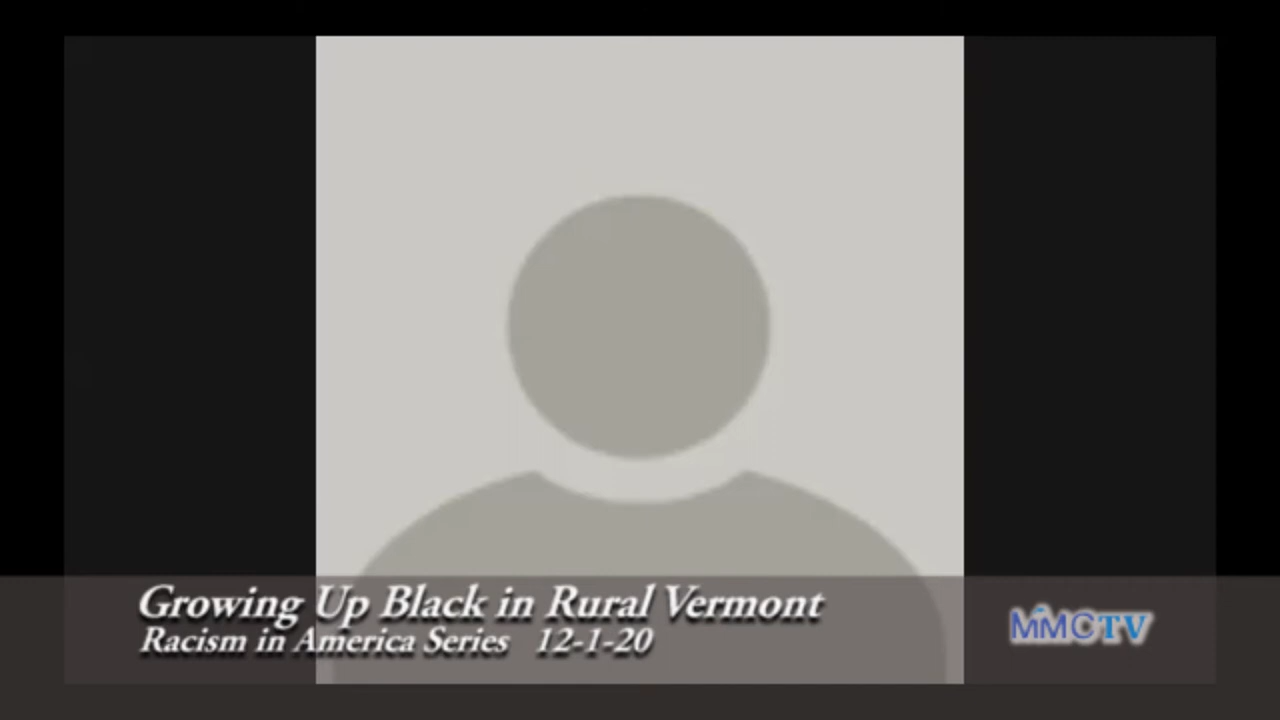 Growing Up Black in Rural Vermont
Racism in America Series 12-1-20
MMCTV